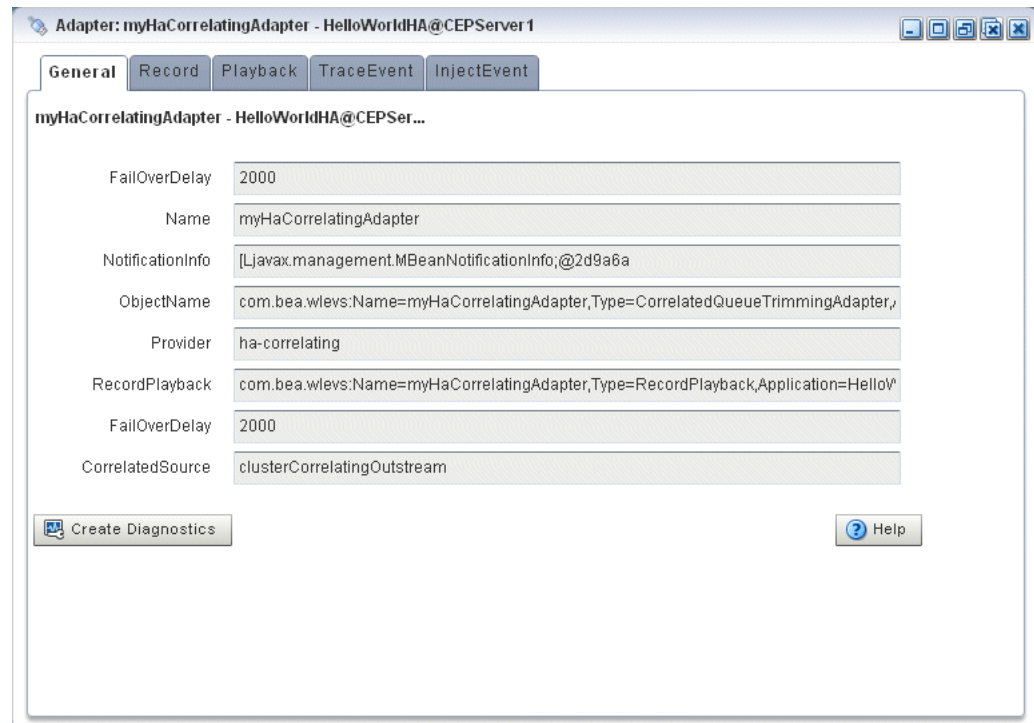 Adapter: myHaCorrelatingAdapter - HelloWorldHA@CEPServer1
General Record Playback TraceEvent InjectEvent
myHaCorrelatingAdapter - HelloWorldHA@CEPSer...
FailOverDelay 2000
Name myHaCorrelatingAdapter
NotificationInfo [Ljavax.management.MBeanNotificationInfo;@2d9a6a
ObjectName com.bea.wlevs:Name=myHaCorrelatingAdapter,Type=CorrelatedQueueTrimmingAdapter,
Provider ha-correlating
RecordPlayback com.bea.wlevs:Name=myHaCorrelatingAdapter,Type=RecordPlayback,Application=Hello
FailOverDelay 2000
CorrelatedSource clusterCorrelatingOutstream
Create Diagnostics Help